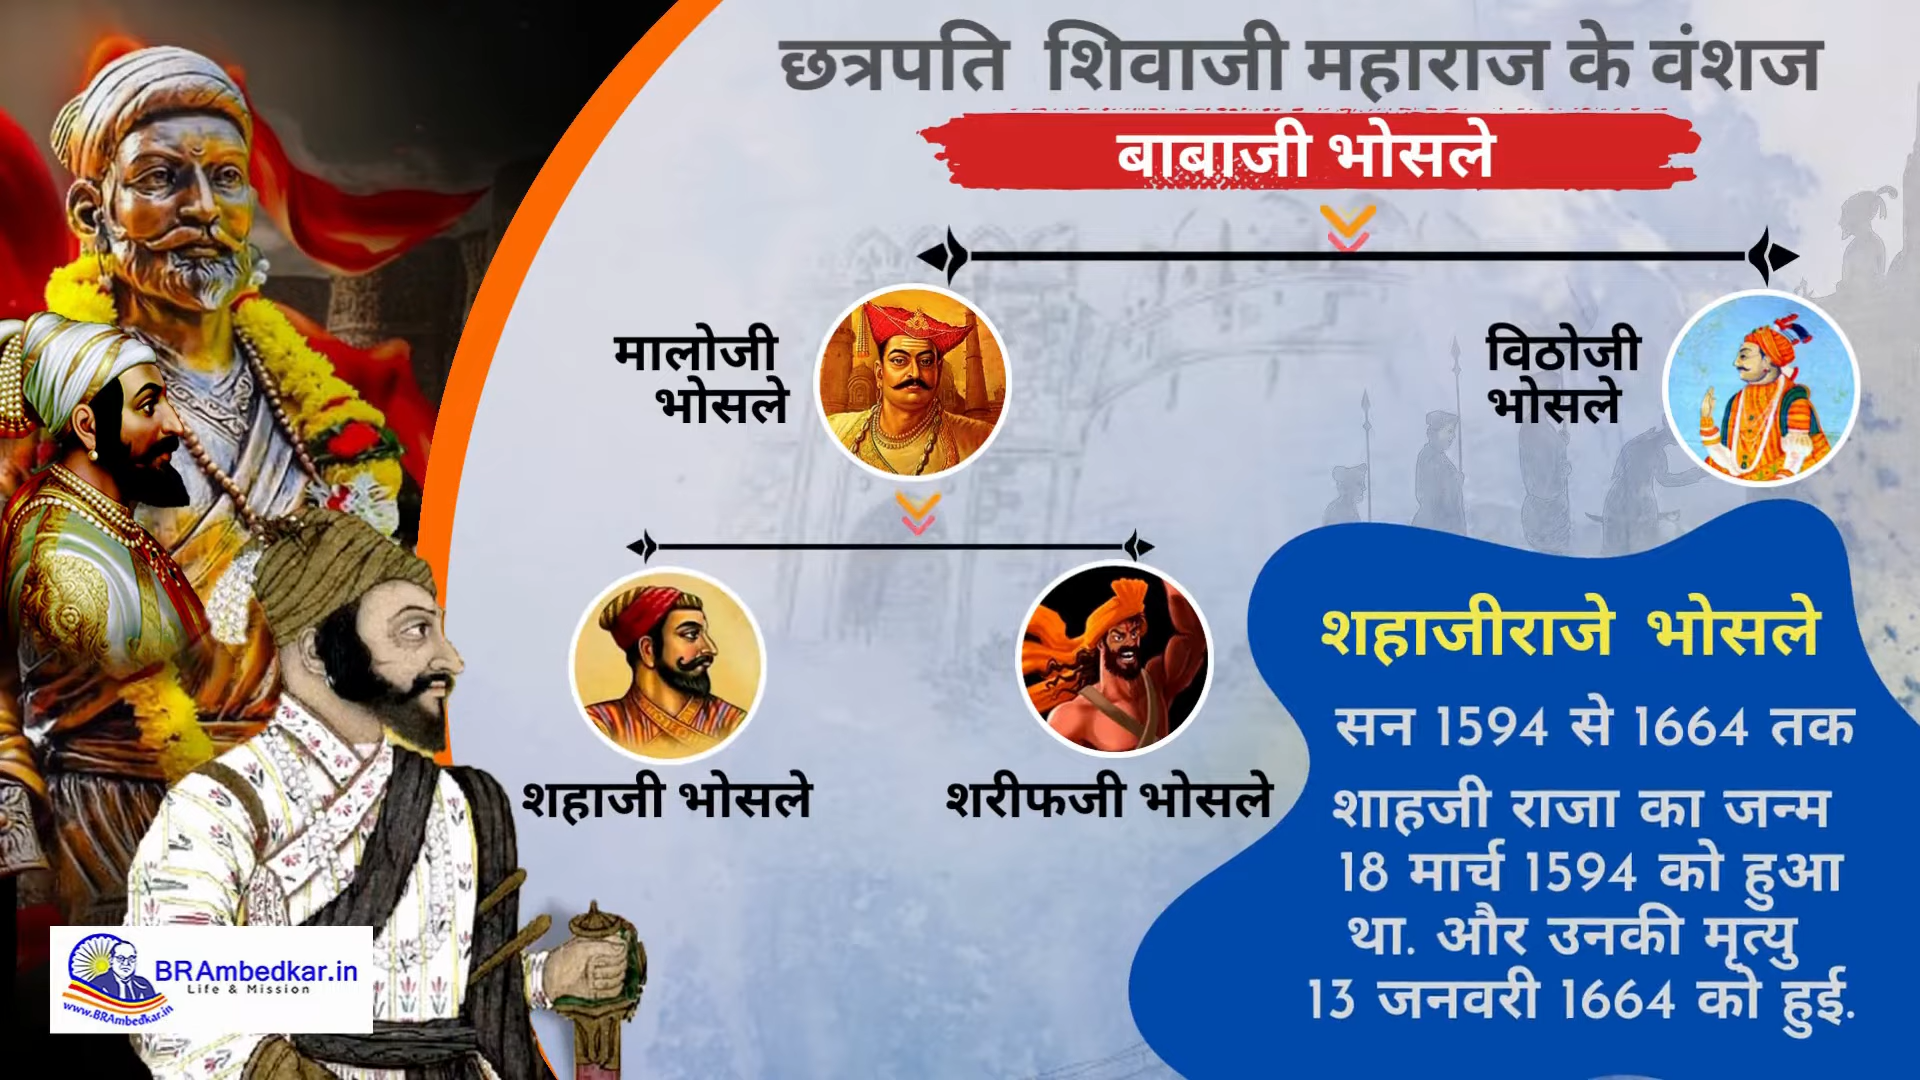 छत्रपति शिवाजी महाराज के वंशज
बाबाजी भोसले
मालोजी
भोसले
विठोजी
भोसले
शहाजी भोसले
शरीफजी भोसले
शहाजीराजे भोसले
सन 1594 से 1664 तक
शाहजी राजा का जन्म
18 मार्च 1594 को हुआ
था. और उनकी मृत्यु
13 जनवरी 1664 को हुई.
BRAmbedkar.in
Life & Mission
www.BRAmbedkar.in